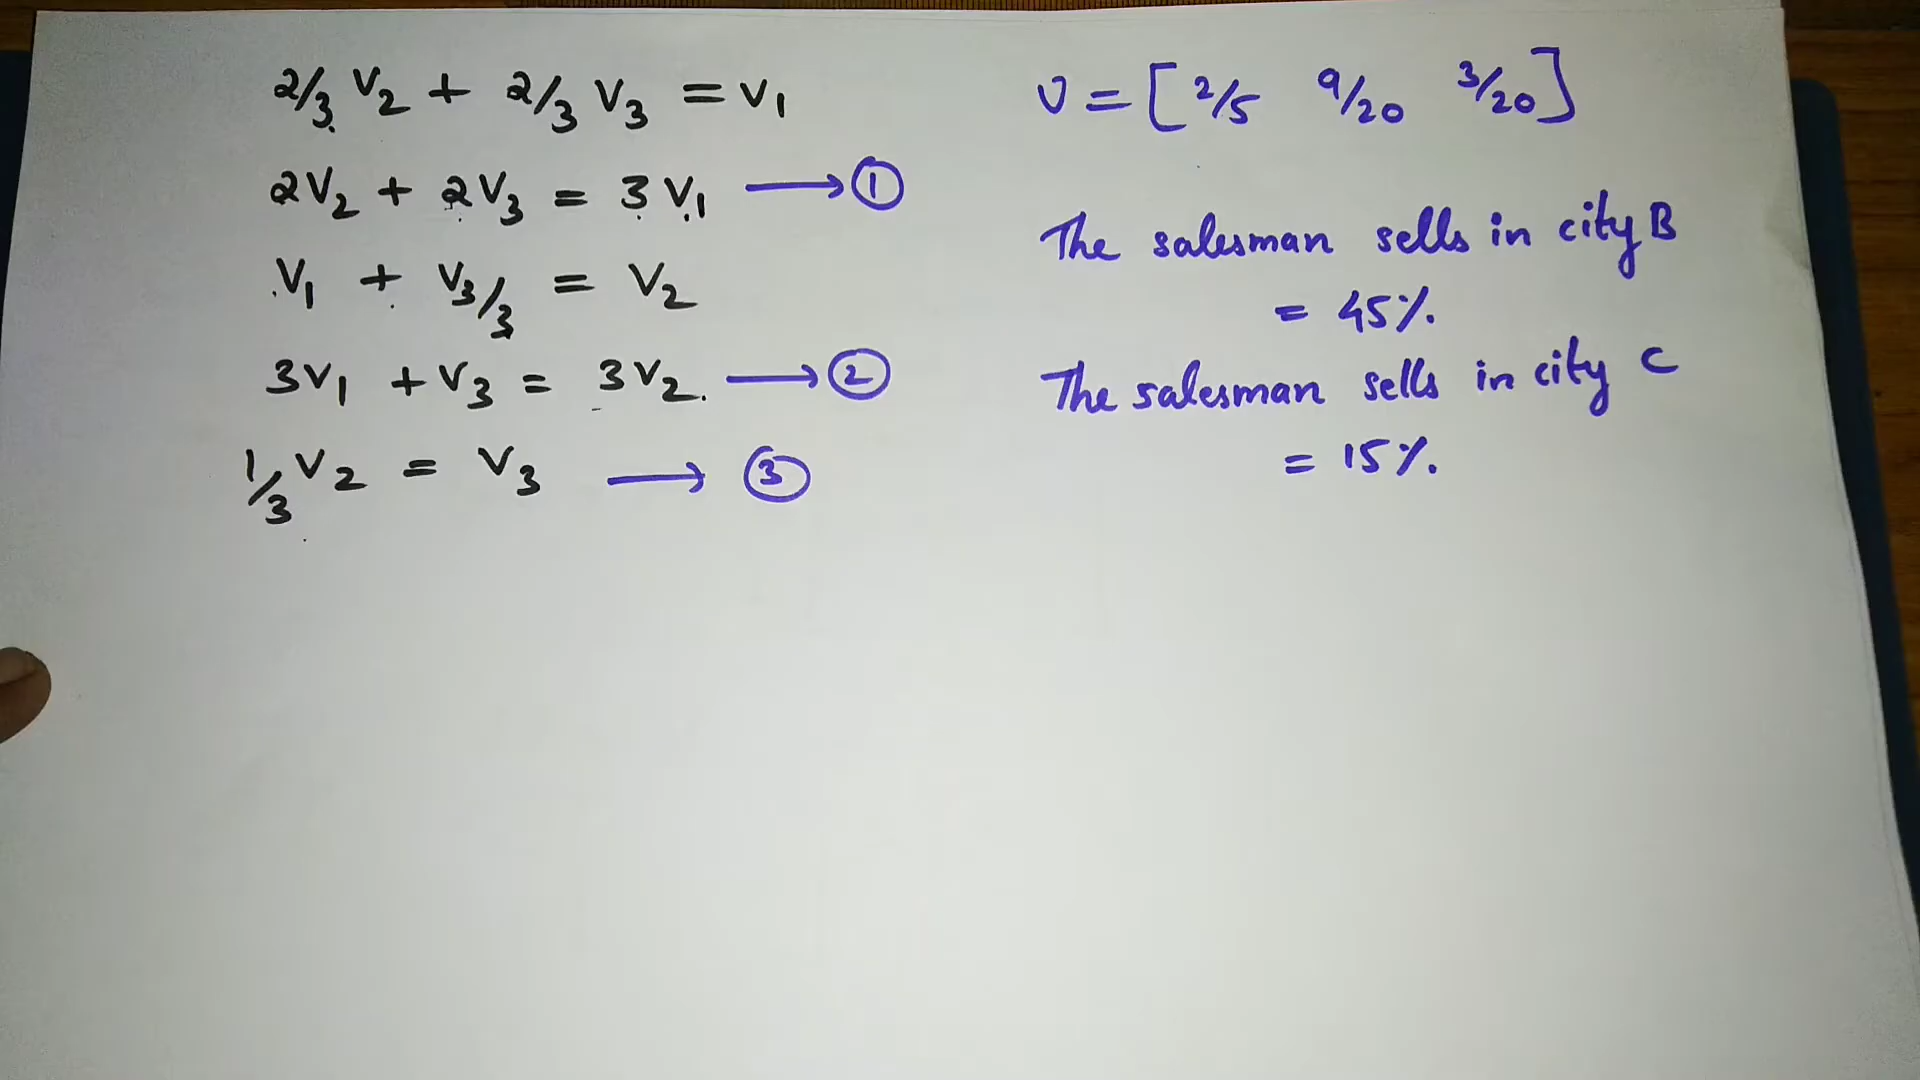 2/3 V2 + 2/3 V3 = V1
2V2 + 2V3 = 3V1 ⟶ ①
V1 + V3/3 = V2
3V1 + V3 = 3V2. ⟶ ②
1/3 V2 = V3 ⟶ ③
V = [2/5 9/20 3/20]
The salesman sells in city B
= 45%.
The salesman sells in city C
= 15%.